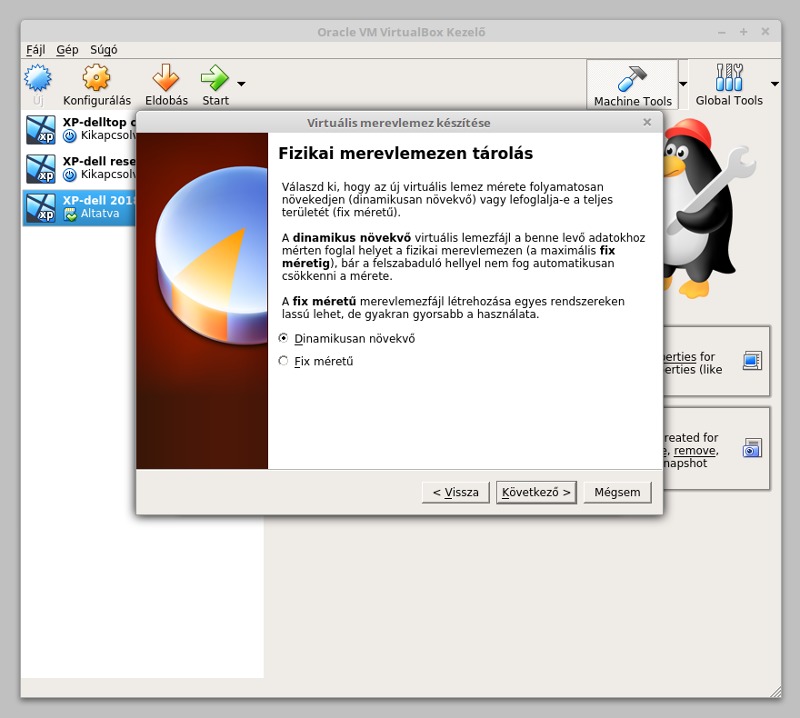 Oracle VM VirtualBox Kezelő
Fájl Gép Súgó
Új Konfigurálás Eldobás Start Machine Tools Global Tools
XP-delltop
Kikapcsolv
XP-dell rese
Kikapcsolv
XP-dell 2018
Altatva
Virtuális merevlemez készítése
Fizikai merevlemezen tárolás
Válaszd ki, hogy az új virtuális lemez mérete folyamatosan
növekedjen (dinamikusan növekvő) vagy lefoglalja-e a teljes
területét (fix méretű).
A dinamikus növekvő virtuális lemezfájl a benne levő adatokhoz
mérten foglal helyet a fizikai merevlemezen (a maximális fix
méretig), bár a felszabaduló hellyel nem fog automatikusan
csökkenni a mérete.
A fix méretű merevlemezfájl létrehozása egyes rendszereken
lassú lehet, de gyakran gyorsabb a használata.
Dinamikusan növekvő
Fix méretű
< Vissza Következő > Mégsem
perties for
erties (like
reated for
e, remove,
napshot